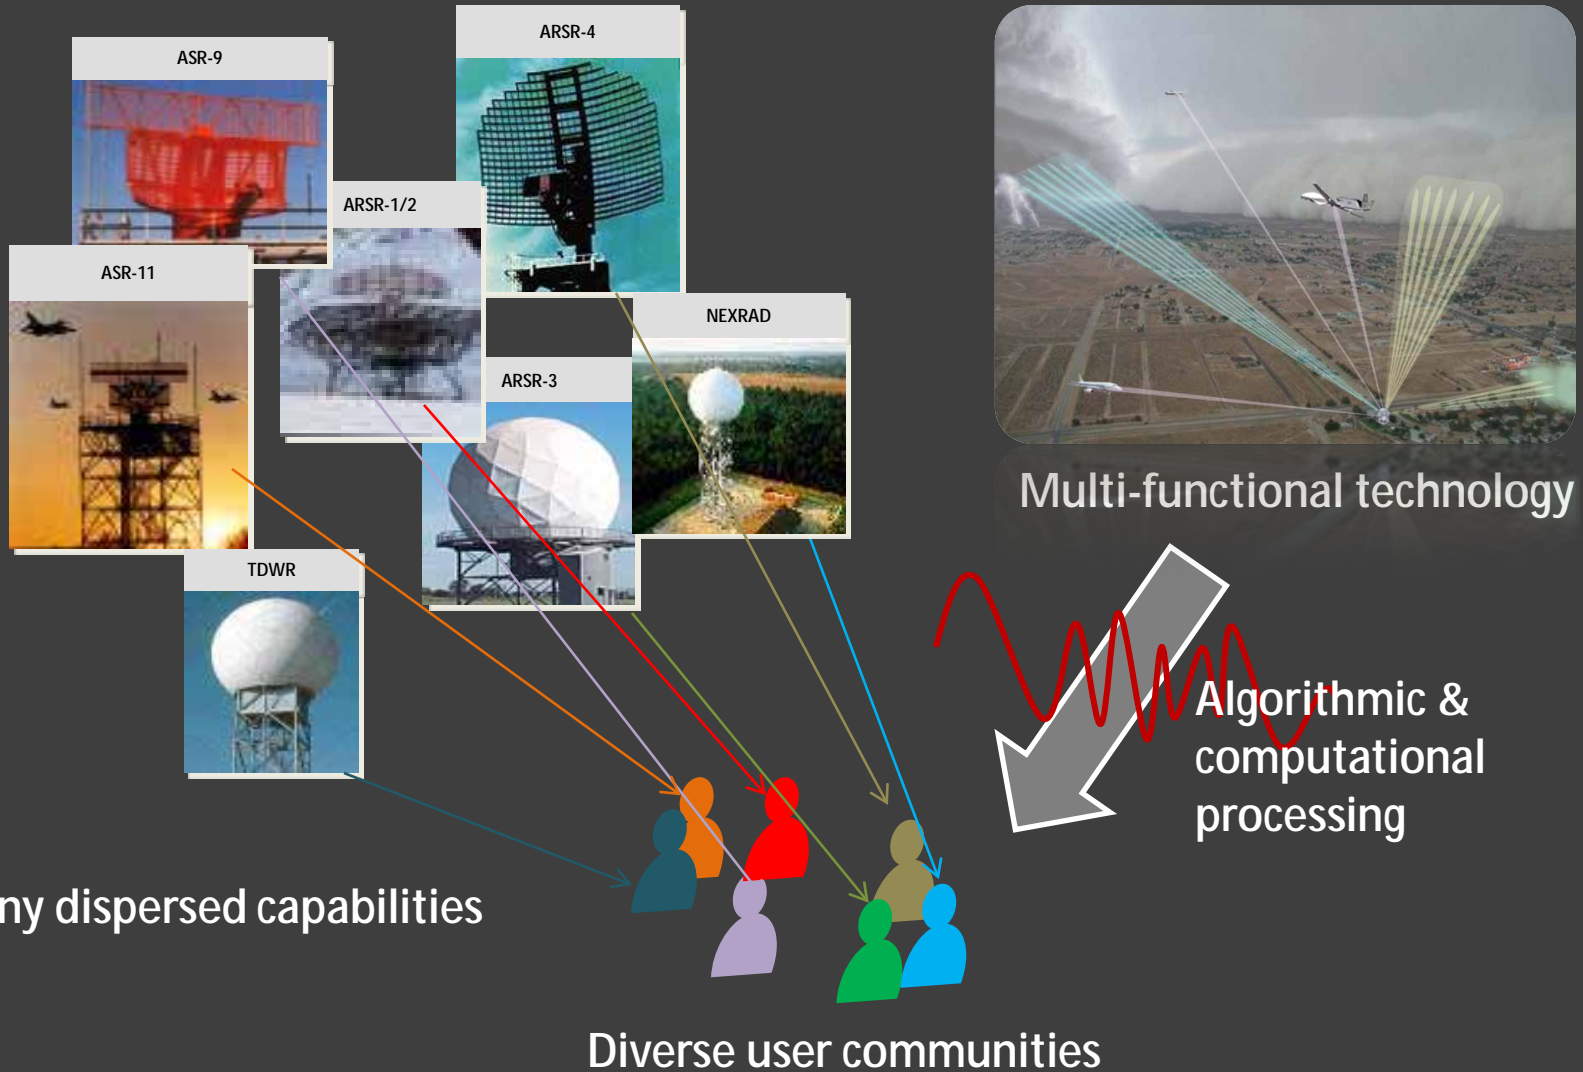 ARSR-4
ASR-9
ARSR-1/2
ASR-11
NEXRAD
ARSR-3
Multi-functional technology
TDWR
Algorithmic &
computational
processing
ny dispersed capabilities
Diverse user communities